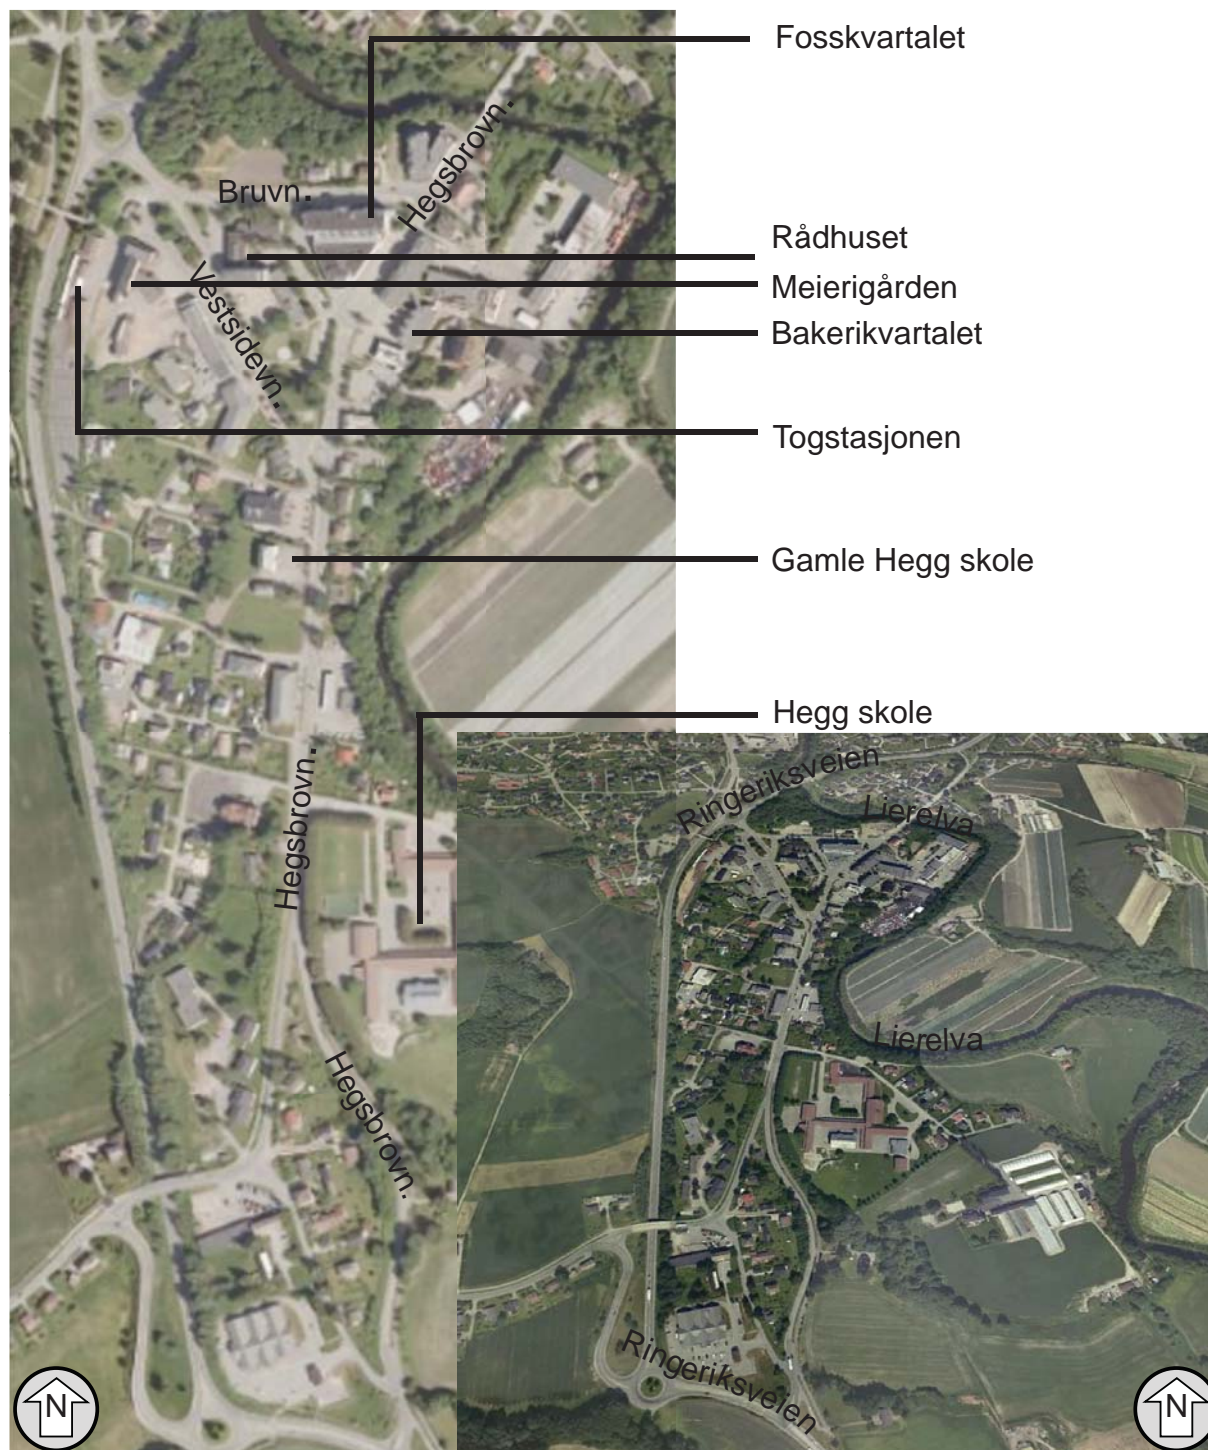 Fosskvartalet
Hegsbrovn.
Bruvn.
Rådhuset
Vestsidevn.
Meierigården
Bakerikvartalet
Togstasjonen
Gamle Hegg skole
Hegg skole
Hegsbrovn.
Ringeriksveien
Lierelva
Lierelva
Hegsbrovn.
Ringeriksveien
N
N